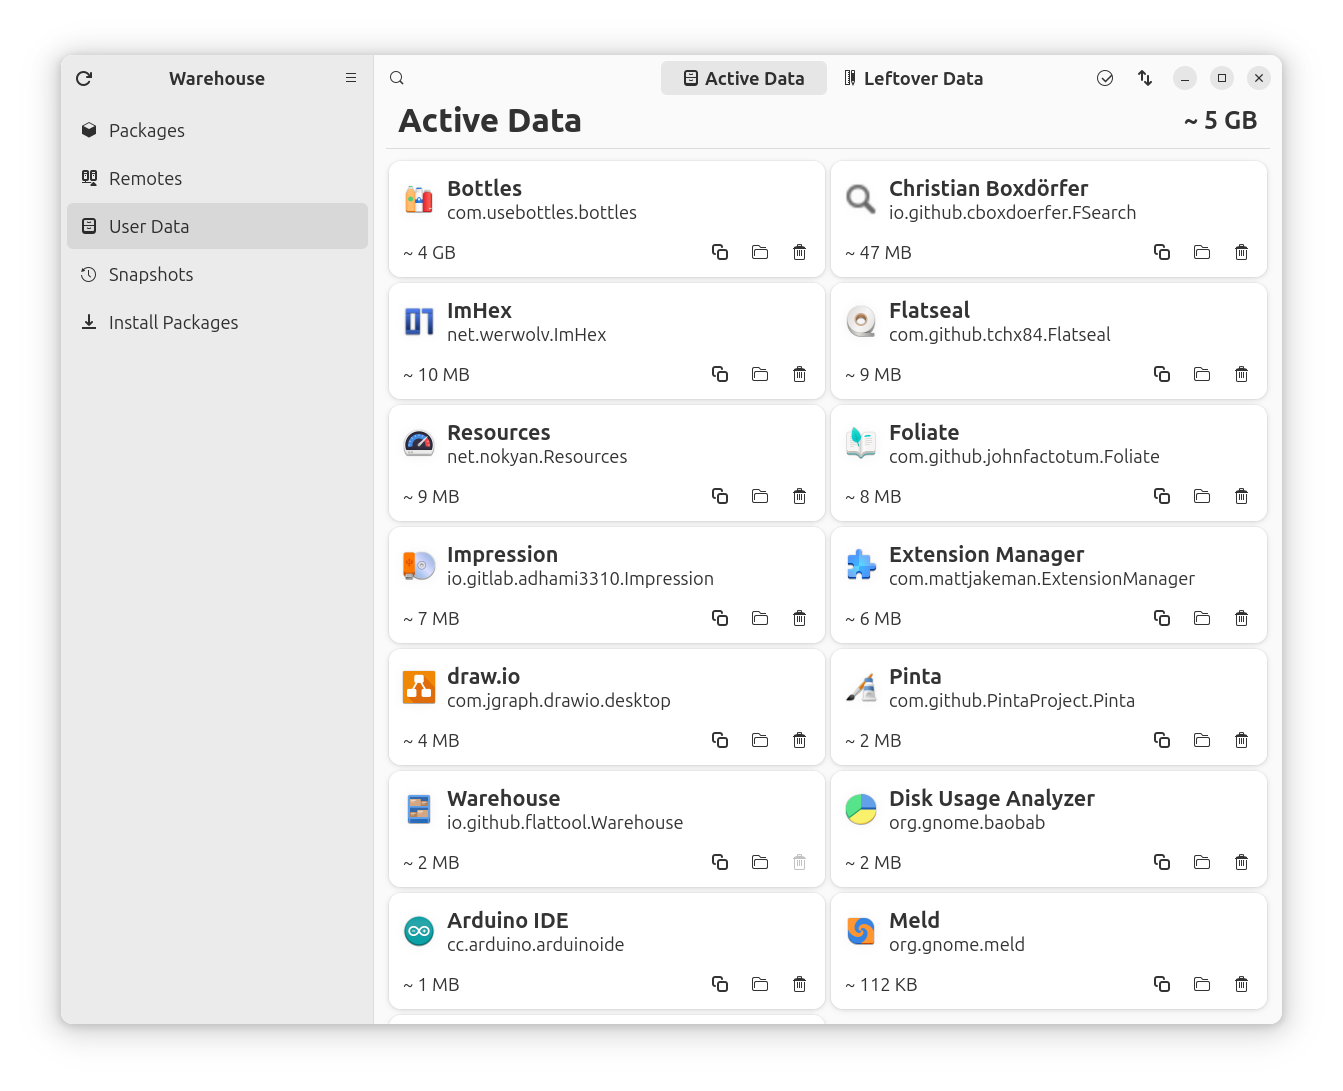 Warehouse
Packages
Remotes
User Data
Snapshots
Install Packages
Active Data
Leftover Data
Active Data
~ 5 GB
Bottles
com.usebottles.bottles
~ 4 GB
Christian Boxdörfer
io.github.cboxdoerfer.FSearch
~ 47 MB
ImHex
net.werwolv.ImHex
~ 10 MB
Flatseal
com.github.tchx84.Flatseal
~ 9 MB
Resources
net.nokyan.Resources
~ 9 MB
Foliate
com.github.johnfactotum.Foliate
~ 8 MB
Impression
io.gitlab.adhami3310.Impression
~ 7 MB
Extension Manager
com.mattjakeman.ExtensionManager
~ 6 MB
draw.io
com.jgraph.drawio.desktop
~ 4 MB
Pinta
com.github.PintaProject.Pinta
~ 2 MB
Warehouse
io.github.flattool.Warehouse
~ 2 MB
Disk Usage Analyzer
org.gnome.baobab
~ 2 MB
Arduino IDE
cc.arduino.arduinoide
~ 1 MB
Meld
org.gnome.meld
~ 112 KB